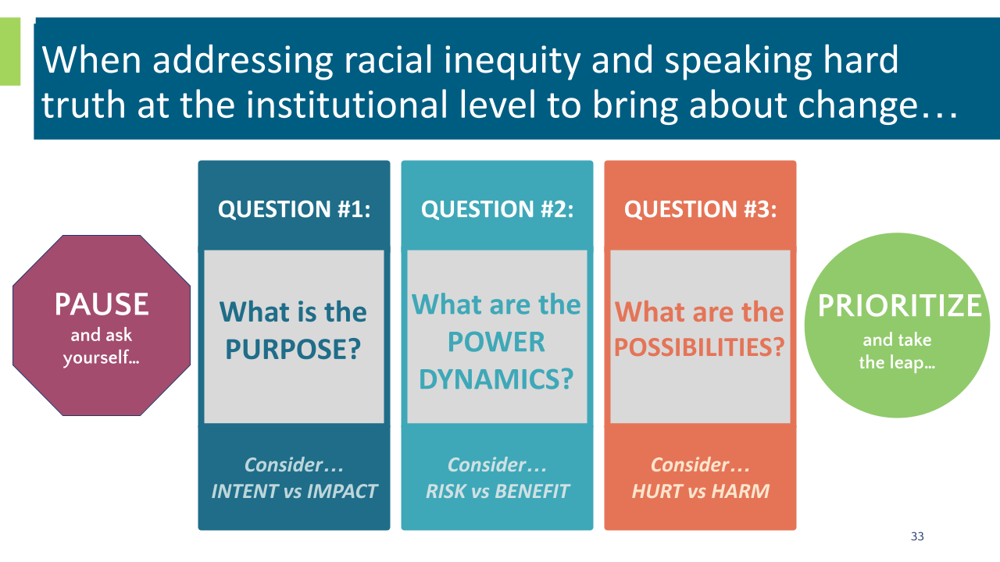 When addressing racial inequity and speaking hard
truth at the institutional level to bring about change…
PAUSE
and ask
yourself…
QUESTION #1:
What is the
PURPOSE?
Consider…
INTENT vs IMPACT
QUESTION #2:
What are the
POWER
DYNAMICS?
Consider…
RISK vs BENEFIT
QUESTION #3:
What are the
POSSIBILITIES?
Consider…
HURT vs HARM
PRIORITIZE
and take
the leap…
33